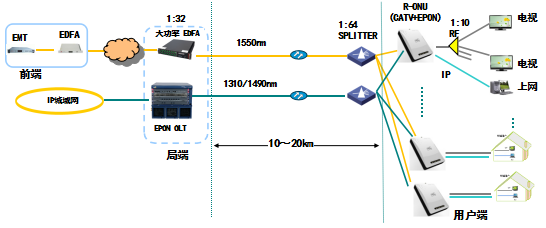 R-ONU
(CATV+EPON)
1:32
1:64
SPLITTER
1:10
RF
电视
EMT
EDFA
大功率 EDFA
1550nm
前端
IP
电视
上网
1310/1490nm
IP城域网
EPON OLT
局端
10～20km
用户端